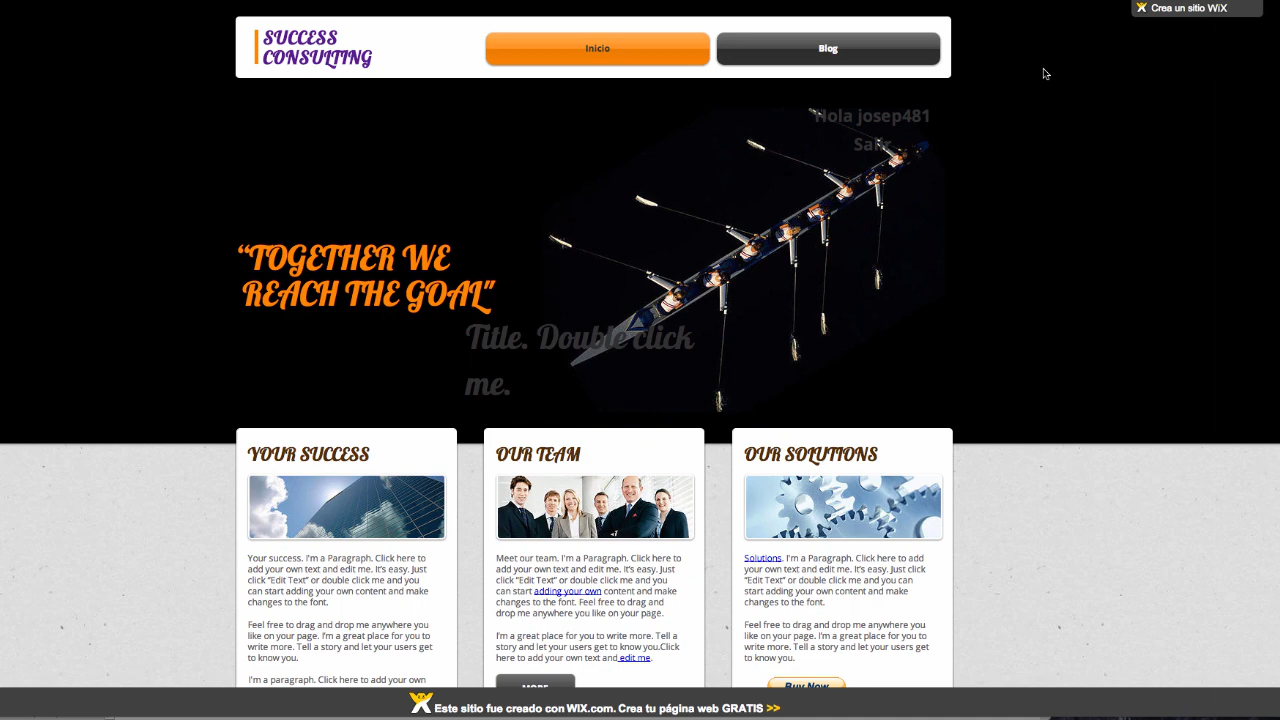 Crea un sitio WiX
SUCCESS
CONSULTING
Inicio
Blog
Hola josep481
Salir
“TOGETHER WE
REACH THE GOAL"
Title. Double click
me.
YOUR SUCCESS
Your success. I'm a Paragraph. Click here to
add your own text and edit me. It's easy. Just
click “Edit Text” or double click me and you
can start adding your own content and make
changes to the font.
Feel free to drag and drop me anywhere you
like on your page. I'm a great place for you to
write more. Tell a story and let your users get
to know you.
I'm a paragraph. Click here to add your own
OUR TEAM
Meet our team. I'm a Paragraph. Click here to
add your own text and edit me. It's easy. Just
click “Edit Text” or double click me and you
can start adding your own content and make
changes to the font. Feel free to drag and
drop me anywhere you like on your page.
I'm a great place for you to write more. Tell a
story and let your users get to know you.Click
here to add your own text and edit me.
MORE
OUR SOLUTIONS
Solutions. I'm a Paragraph. Click here to add
your own text and edit me. It's easy. Just click
“Edit Text” or double click me and you can
start adding your own content and make
changes to the font.
Feel free to drag and drop me anywhere you
like on your page. I'm a great place for you to
write more. Tell a story and let your users get
to know you.
Buy Now
Este sitio fue creado con WIX.com. Crea tu página web GRATIS >>